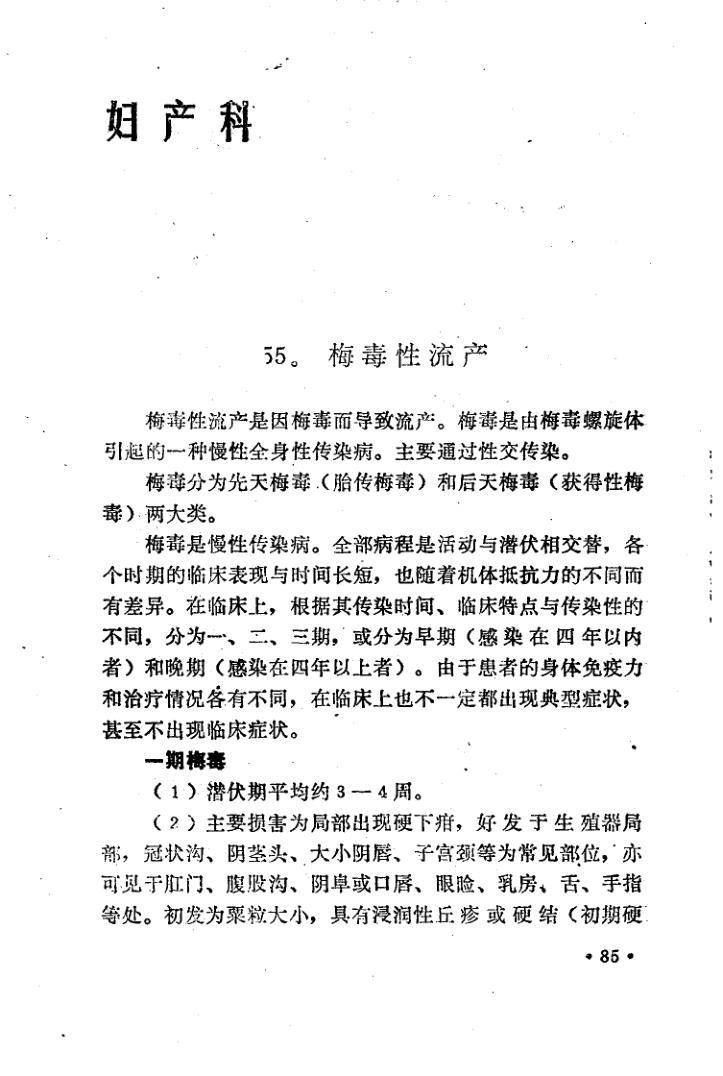 妇产科
55。 梅毒性流产
梅毒性流产是因梅毒而导致流产。梅毒是由梅毒螺旋体
引起的一种慢性全身性传染病。主要通过性交传染。
梅毒分为先天梅毒（胎传梅毒）和后天梅毒（获得性梅
毒）两大类。
梅毒是慢性传染病。全部病程是活动与潜伏相交替，各
个时期的临床表现与时间长短，也随着机体抵抗力的不同而
有差异。在临床上，根据其传染时间、临床特点与传染性的
不同，分为一、二、三期，或分为早期（感染在四年以内
者）和晚期（感染在四年以上者）。由于患者的身体免疫力
和治疗情况各有不同，在临床上也不一定都出现典型症状，
甚至不出现临床症状。
一期梅毒
（1）潜伏期平均约3—4周。
（2）主要损害为局部出现硬下疳，好发于生殖器局
部，冠状沟、阴茎头、大小阴唇、子宫颈等为常见部位，亦
可见于肛门、腹股沟、阴阜或口唇、眼睑、乳房、舌、手指
等处。初发为粟粒大小，具有浸润性丘疹或硬结（初期硬
•85•